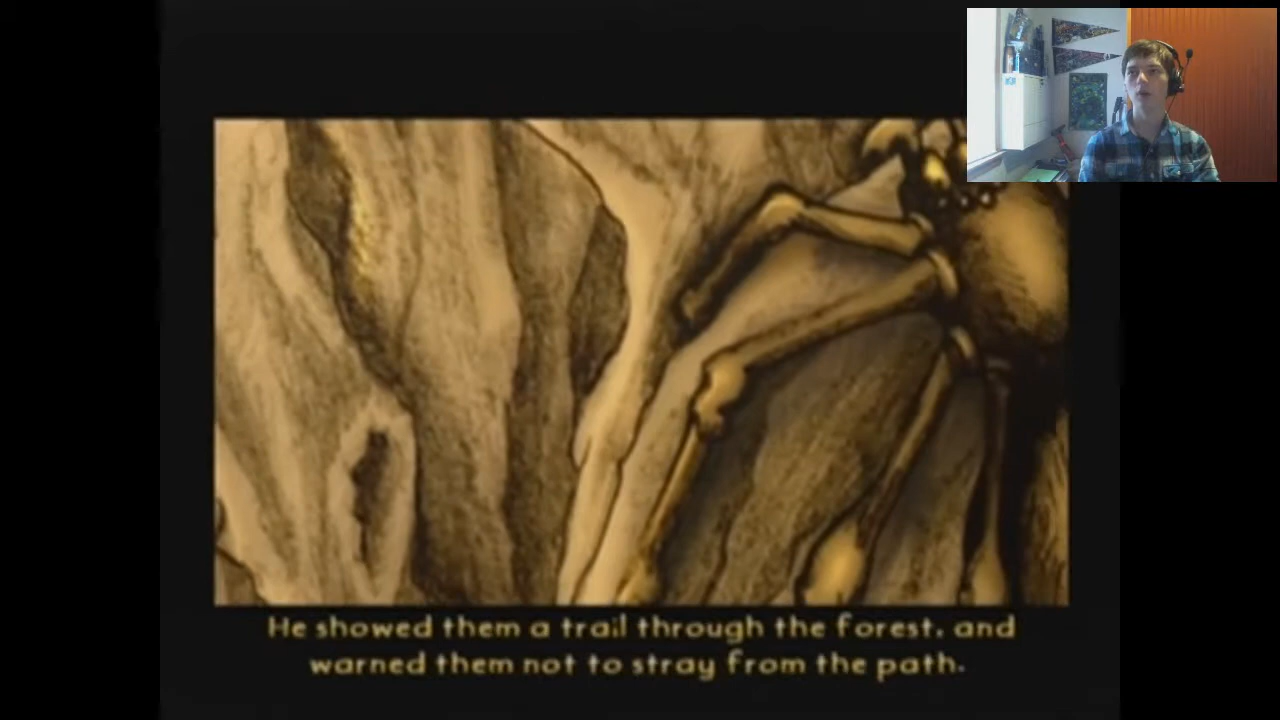 He showed them a trail through the forest, and
warned them not to stray from the path.